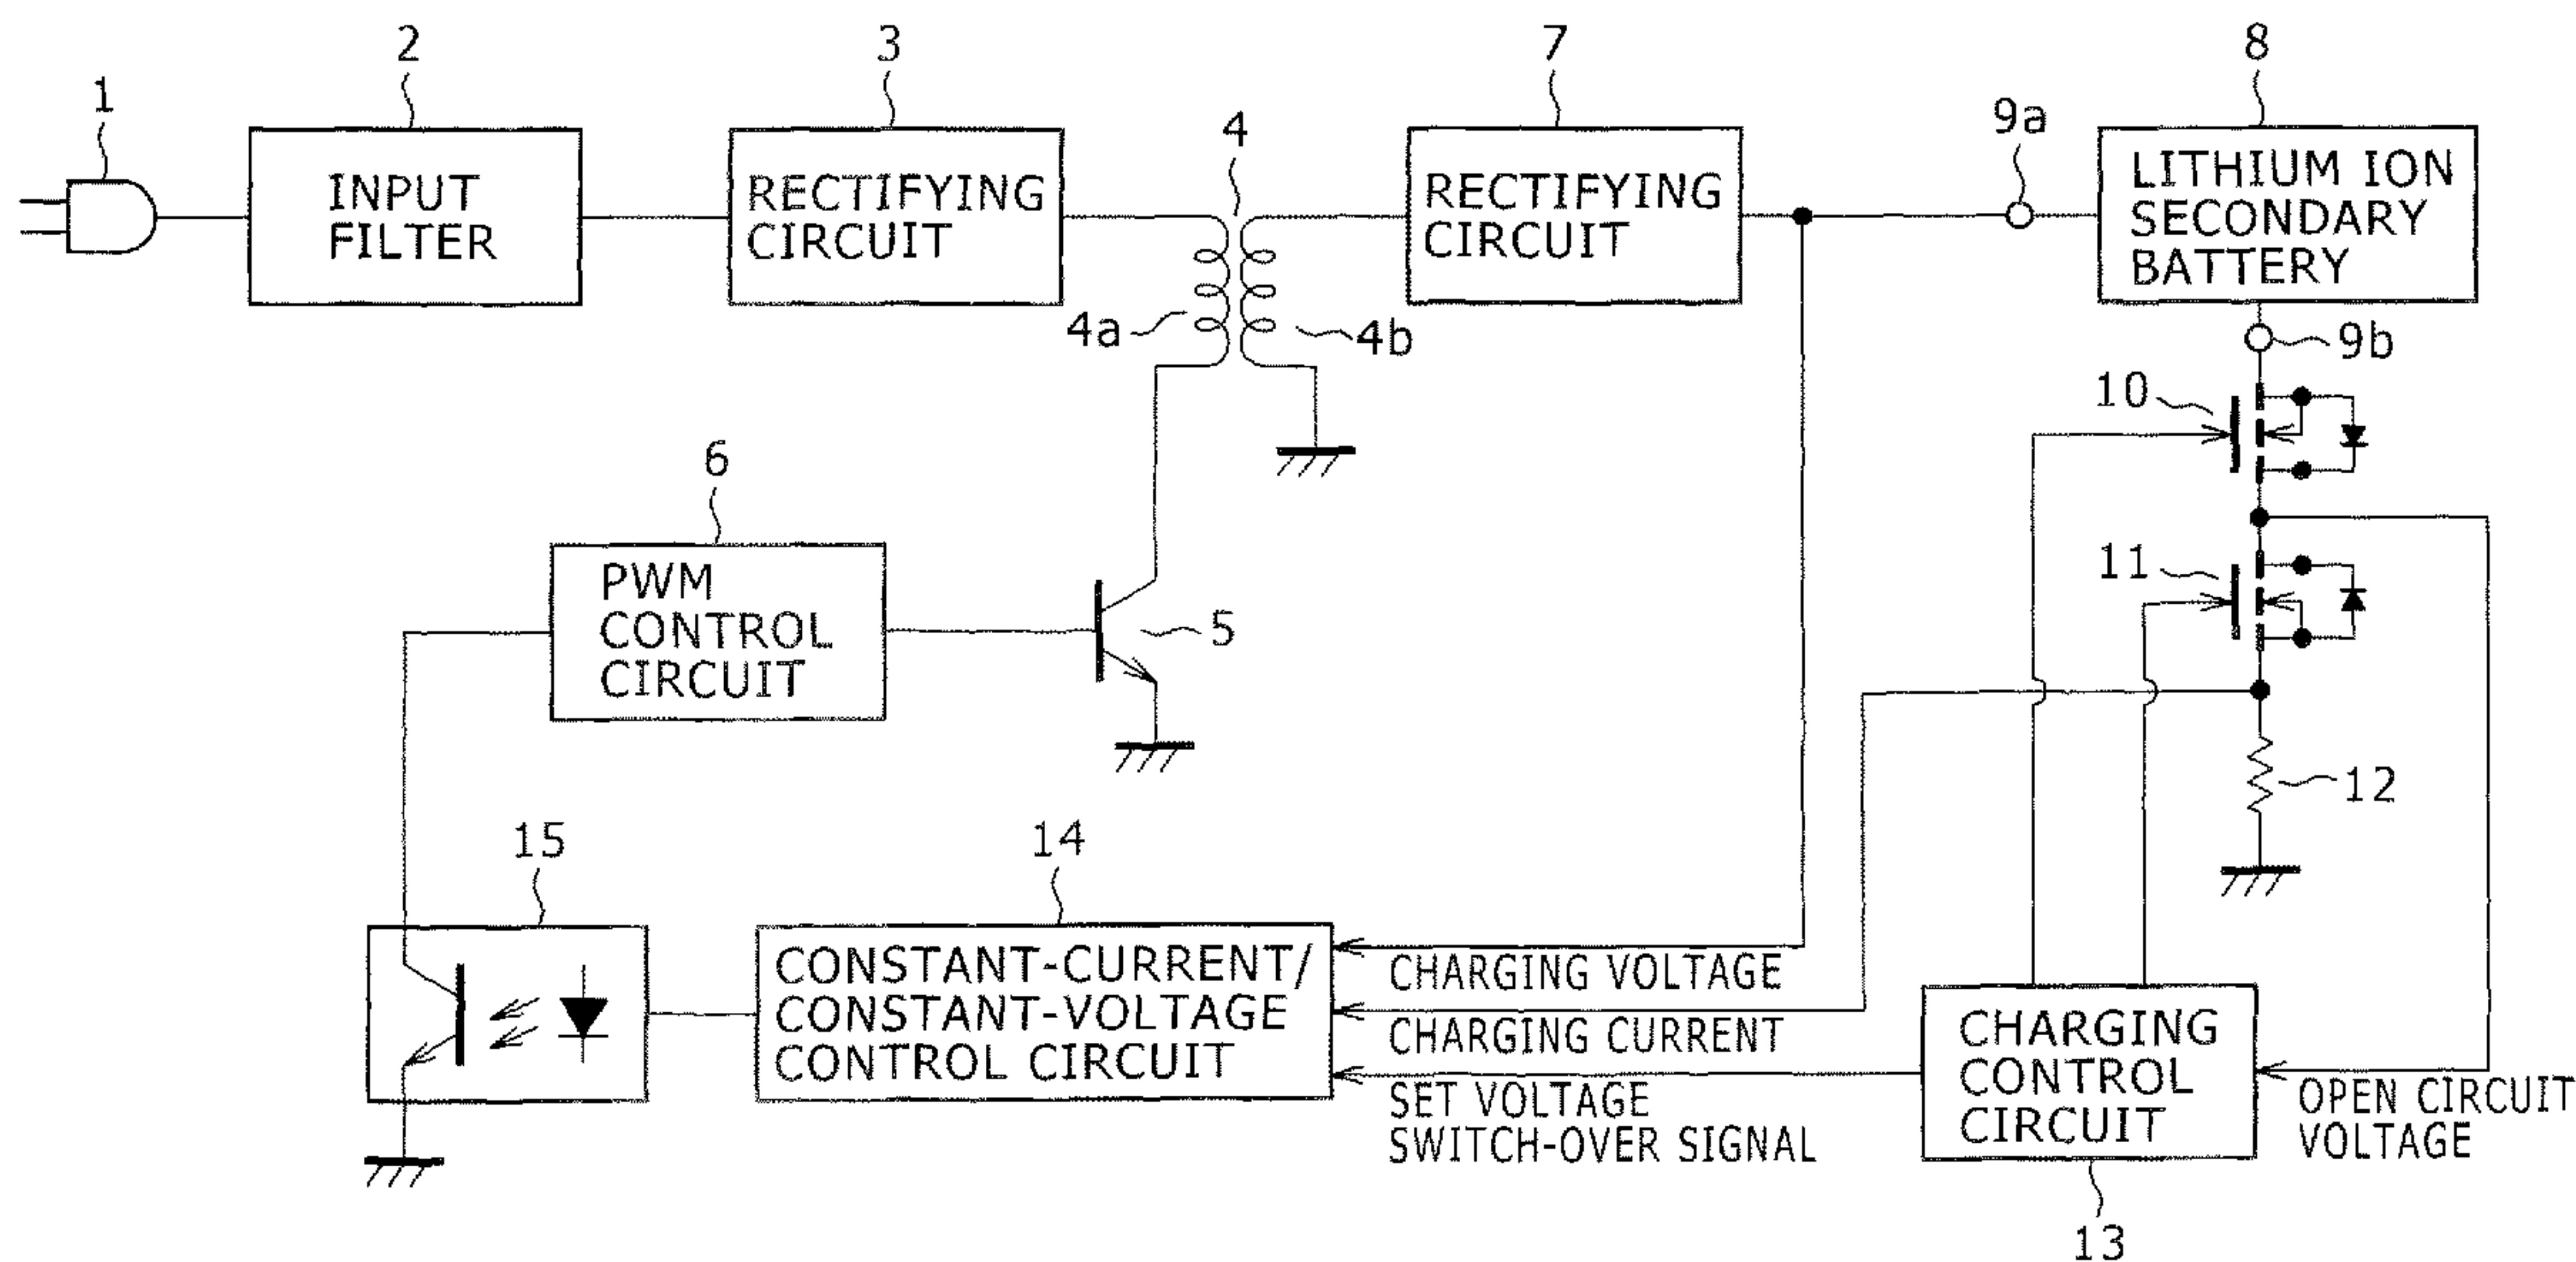 1
2
3
4
7
9a
8
INPUT
FILTER
RECTIFYING
CIRCUIT
RECTIFYING
CIRCUIT
LITHIUM ION
SECONDARY
BATTERY
4a
4b
9b
10
6
PWM
CONTROL
CIRCUIT
5
11
12
15
14
CONSTANT-CURRENT/
CONSTANT-VOLTAGE
CONTROL CIRCUIT
CHARGING VOLTAGE
CHARGING CURRENT
SET VOLTAGE
SWITCH-OVER SIGNAL
CHARGING
CONTROL
CIRCUIT
OPEN CIRCUIT
VOLTAGE
13